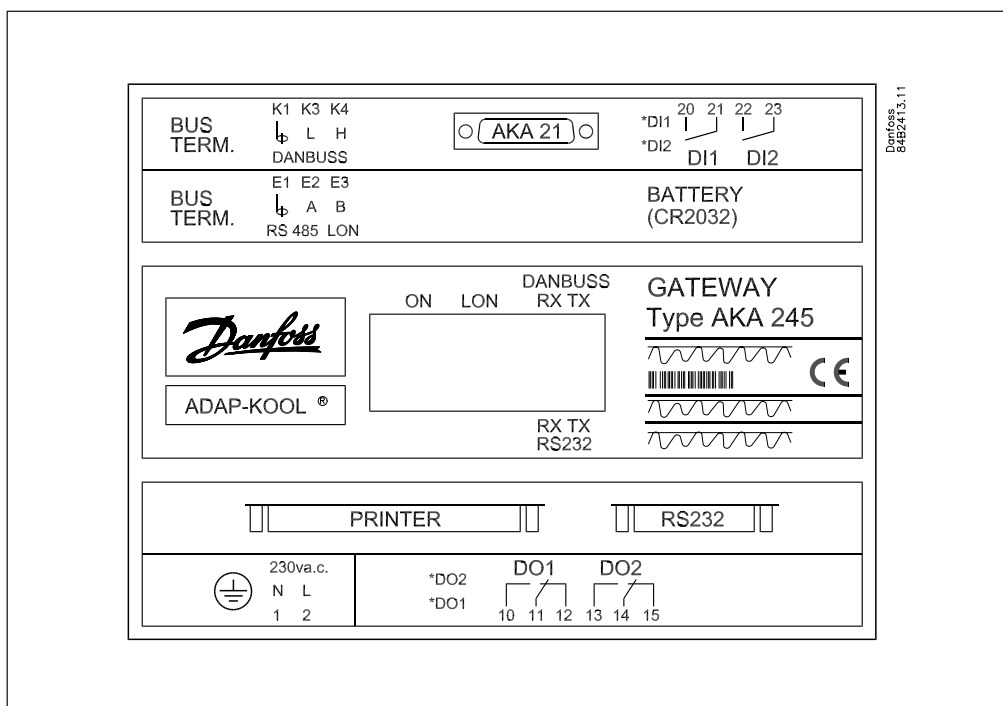 BUS
TERM.
K1 K3 K4
L H
DANBUSS
AKA 21
*DI1
*DI2
20 21 22 23
DI1 DI2
Danfoss
84B2413.11
BUS
TERM.
E1 E2 E3
A B
RS 485 LON
BATTERY
(CR2032)
Danfoss
ADAP-KOOL ®
ON LON
DANBUSS
RX TX
RX TX
RS232
GATEWAY
Type AKA 245
CE
PRINTER
RS232
230va.c.
N L
1 2
*DO2
*DO1
DO1 DO2
10 11 12 13 14 15